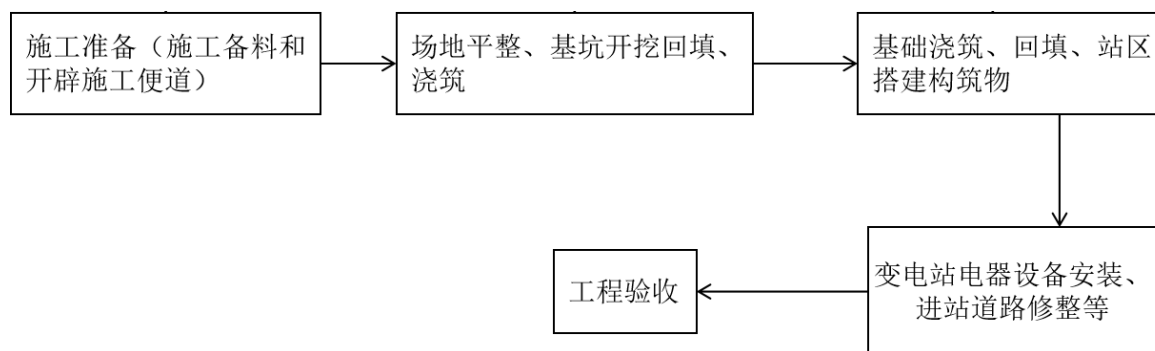 施工准备（施工备料和
开辟施工便道）
场地平整、基坑开挖回填、
浇筑
基础浇筑、回填、站区
搭建构筑物
变电站电器设备安装、
进站道路修整等
工程验收